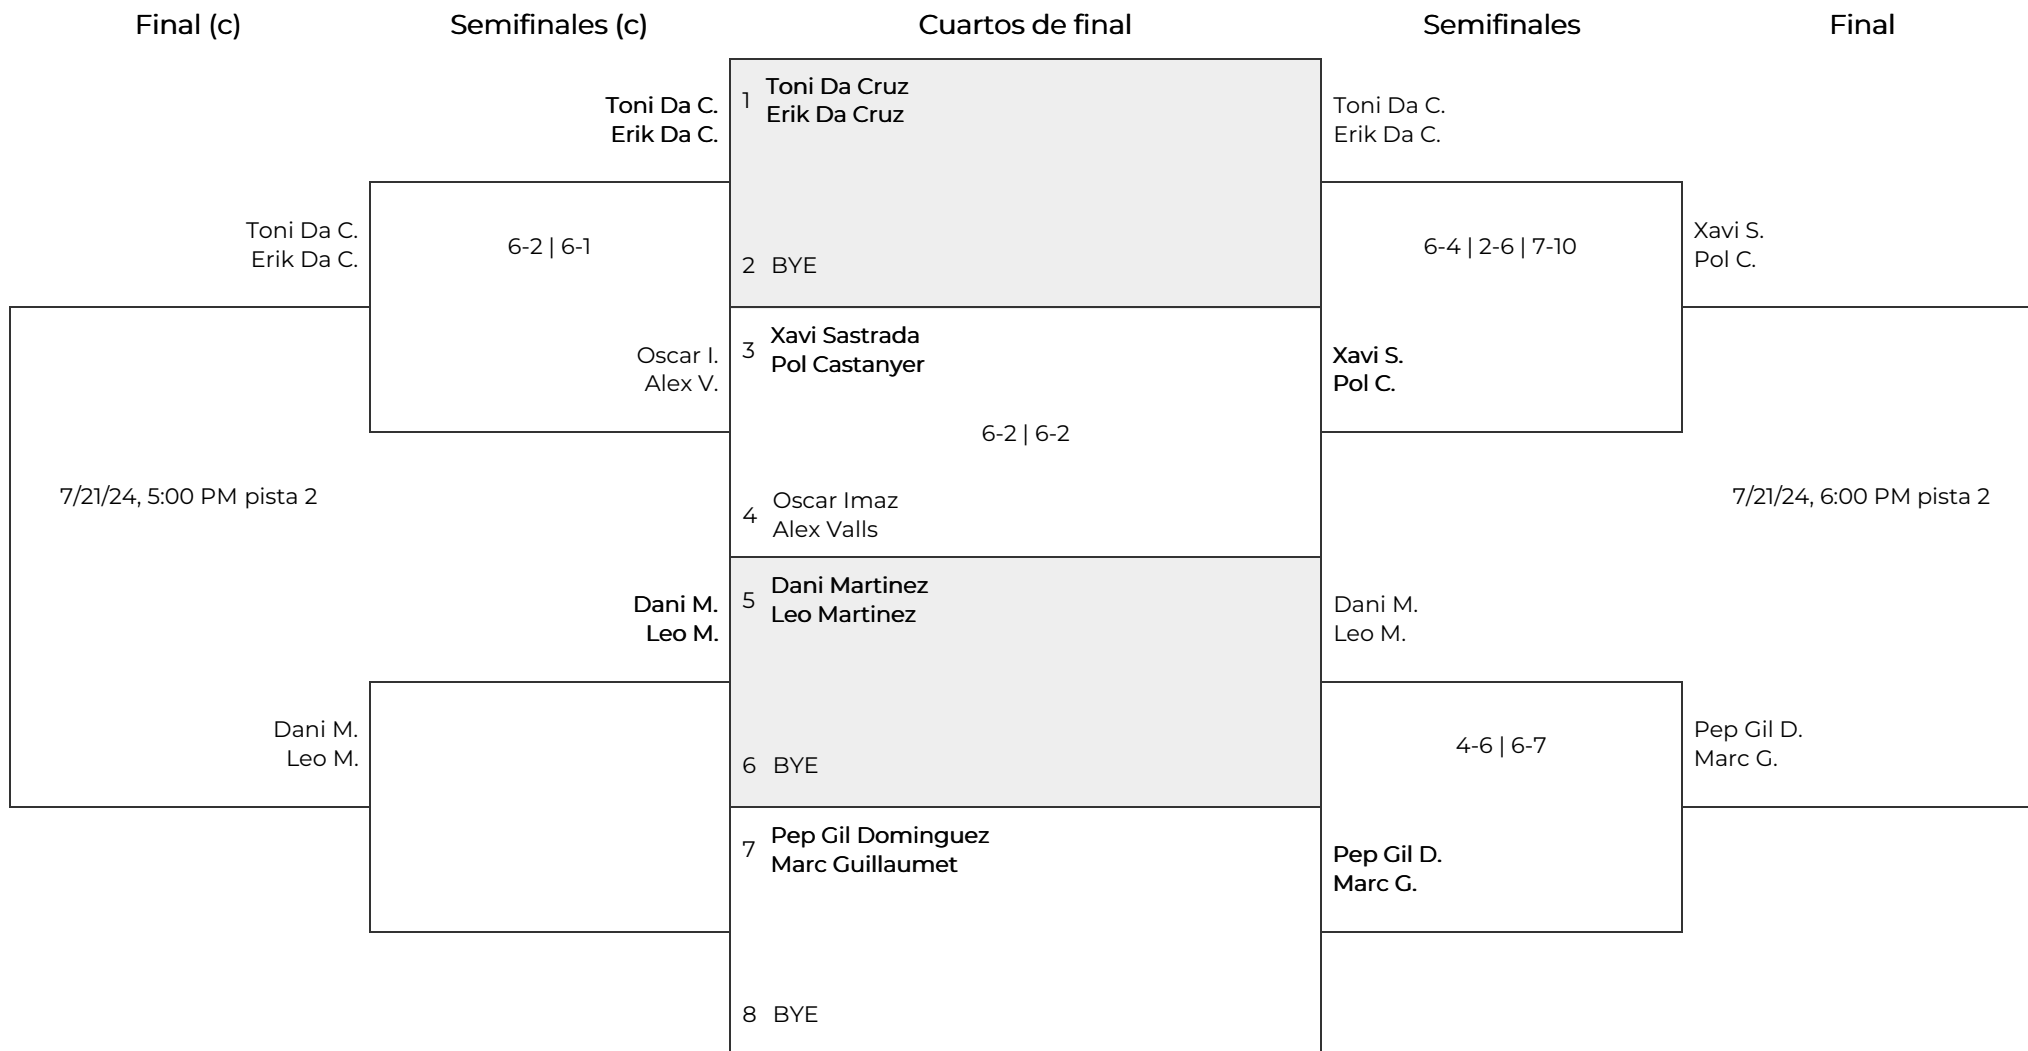 Final (c)
Semifinales (c)
Cuartos de final
Semifinales
Final
Toni Da C.
Erik Da C.
1
Toni Da Cruz
Erik Da Cruz
Toni Da C.
Erik Da C.
Toni Da C.
Erik Da C.
6-2 | 6-1
2 BYE
6-4 | 2-6 | 7-10
Xavi S.
Pol C.
Oscar I.
Alex V.
3
Xavi Sastrada
Pol Castanyer
Xavi S.
Pol C.
6-2 | 6-2
7/21/24, 5:00 PM pista 2
4
Oscar Imaz
Alex Valls
7/21/24, 6:00 PM pista 2
Dani M.
Leo M.
5
Dani Martinez
Leo Martinez
Dani M.
Leo M.
Dani M.
Leo M.
6 BYE
4-6 | 6-7
Pep Gil D.
Marc G.
7
Pep Gil Dominguez
Marc Guillaumet
Pep Gil D.
Marc G.
8 BYE